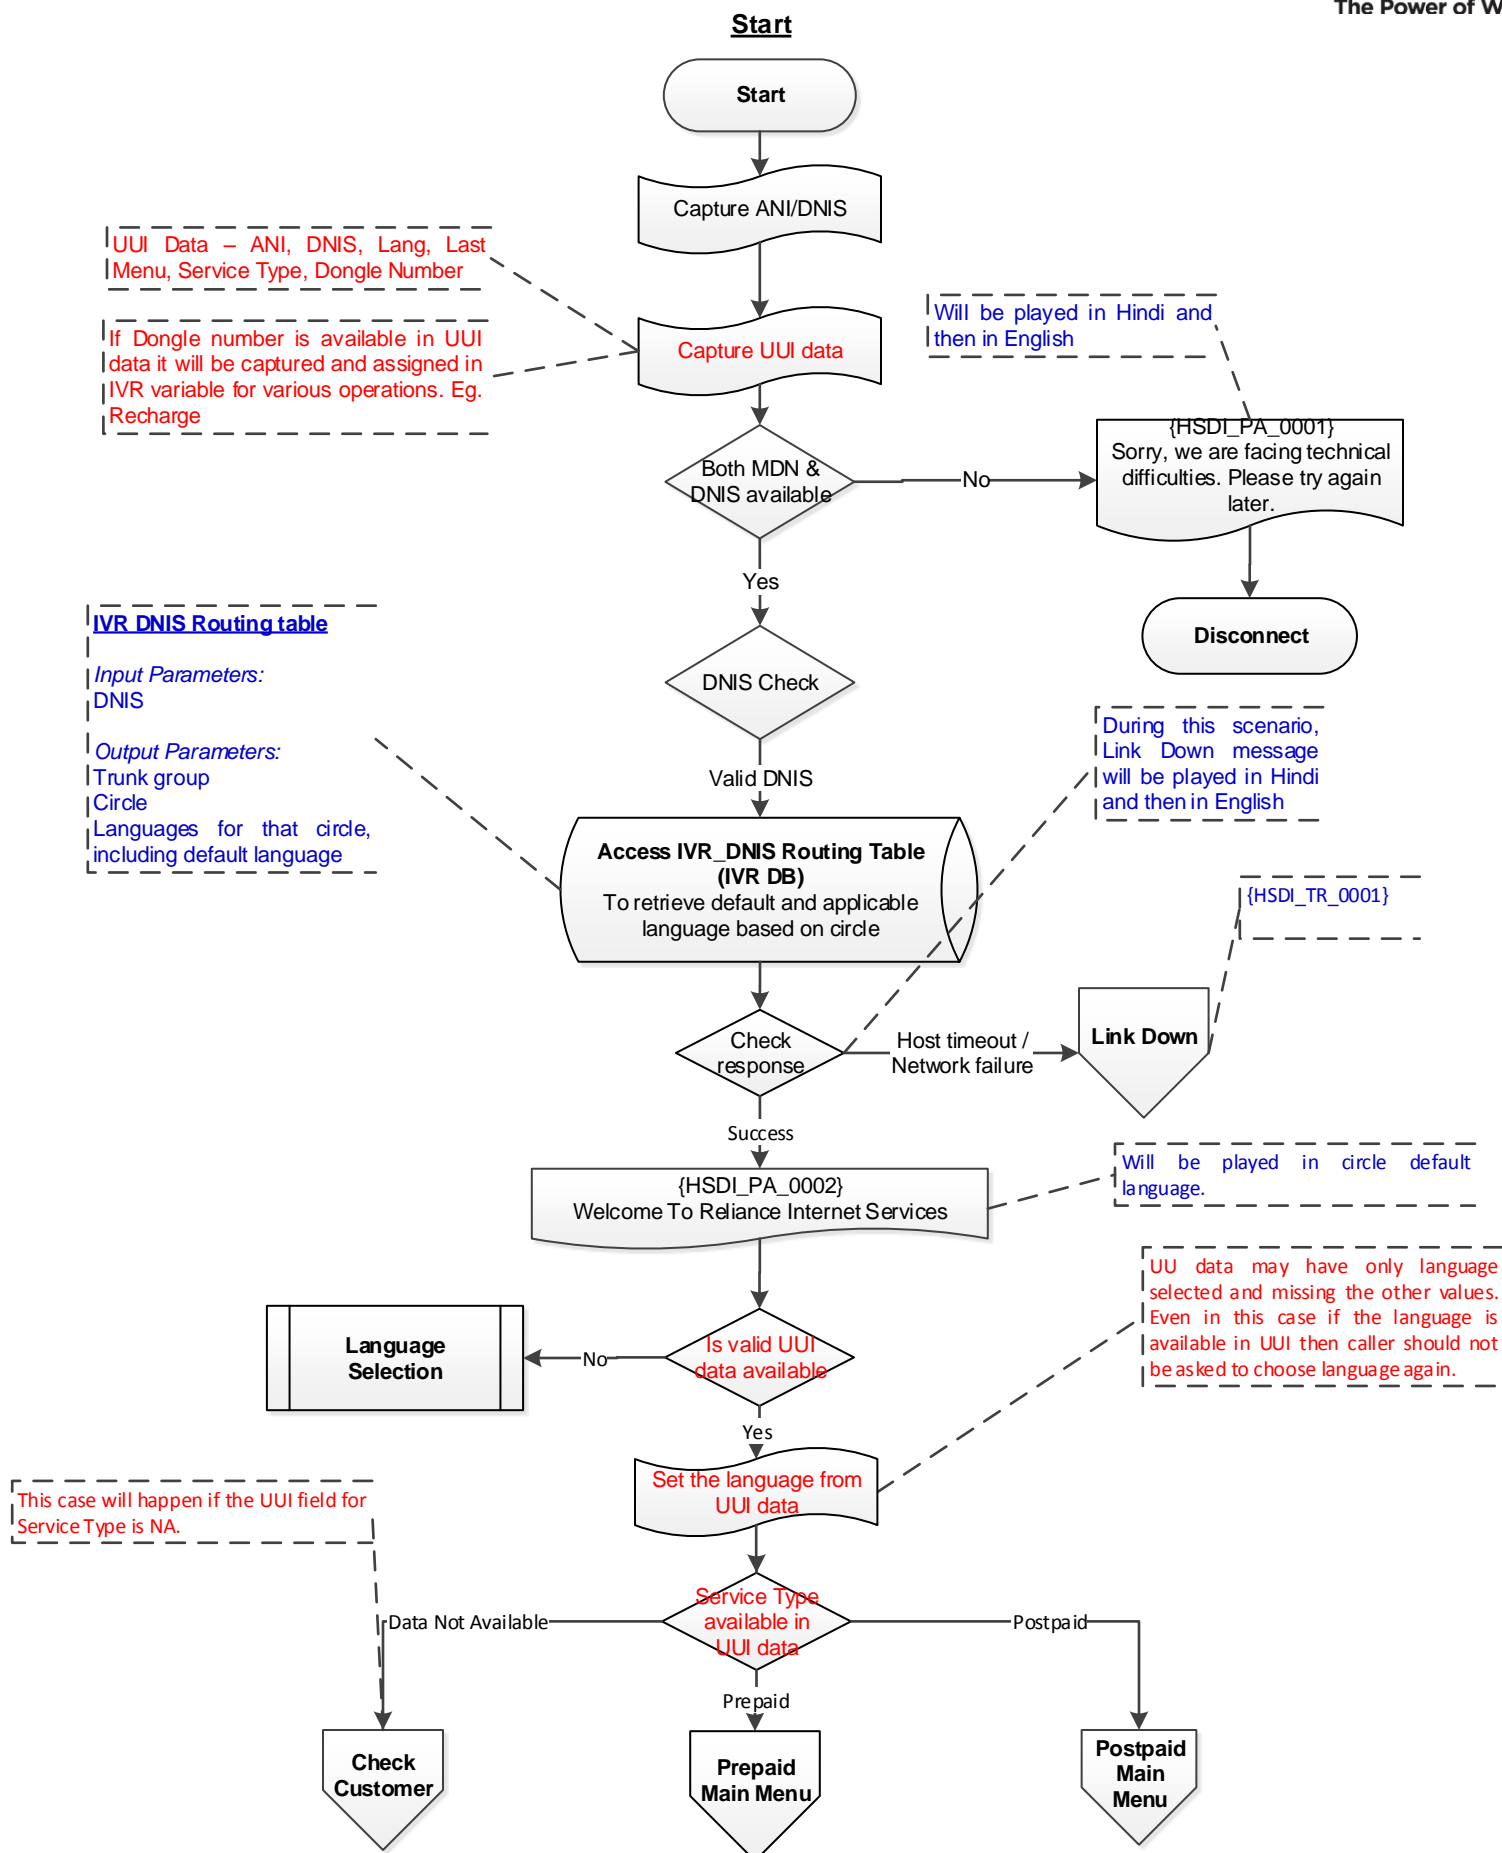 The Power of W
Start
Start
Capture ANI/DNIS
UUI Data – ANI, DNIS, Lang, Last
Menu, Service Type, Dongle Number
If Dongle number is available in UUI
data it will be captured and assigned in
IVR variable for various operations. Eg.
Recharge
Capture UUI data
Will be played in Hindi and
then in English
Both MDN &
DNIS available
No
{HSDI_PA_0001}
Sorry, we are facing technical
difficulties. Please try again
later.
Yes
Disconnect
IVR DNIS Routing table
Input Parameters:
DNIS
Output Parameters:
Trunk group
Circle
Languages for that circle,
including default language
DNIS Check
During this scenario,
Link Down message
will be played in Hindi
and then in English
Valid DNIS
Access IVR_DNIS Routing Table
(IVR DB)
To retrieve default and applicable
language based on circle
{HSDI_TR_0001}
Check
response
Host timeout /
Network failure
Link Down
Success
{HSDI_PA_0002}
Welcome To Reliance Internet Services
Will be played in circle default
language.
UU data may have only language
selected and missing the other values.
Even in this case if the language is
available in UUI then caller should not
be asked to choose language again.
Is valid UUI
data available
No
Language
Selection
Yes
Set the language from
UUI data
This case will happen if the UUI field for
Service Type is NA.
Service Type
available in
UUI data
Data Not Available
Postpaid
Prepaid
Check
Customer
Prepaid
Main Menu
Postpaid
Main
Menu